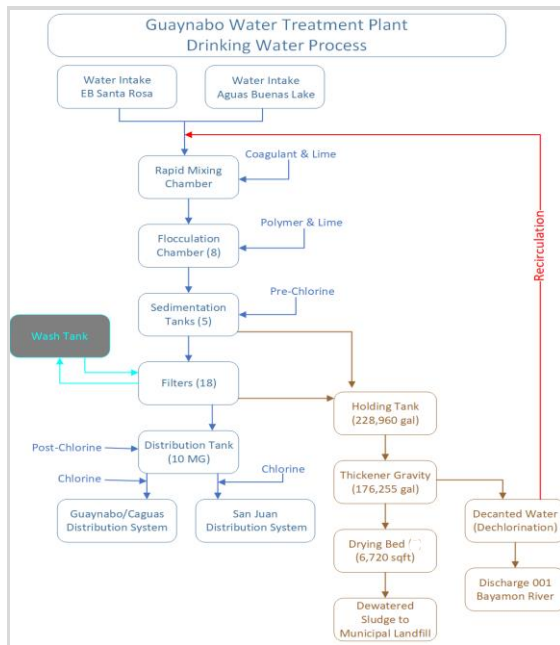 Guaynabo Water Treatment Plant
Drinking Water Process
Water Intake
EB Santa Rosa
Water Intake
Aguas Buenas Lake
Rapid Mixing
Chamber
Coagulant & Lime
Flocculation
Chamber (8)
Polymer & Lime
Sedimentation
Tanks (5)
Pre-Chlorine
Recirculation
Wash Tank
Filters (18)
Holding Tank
(228,960 gal)
Post-Chlorine
Distribution Tank
(10 MG)
Chlorine
Chlorine
Thickener Gravity
(176,255 gal)
Guaynabo/Caguas
Distribution System
San Juan
Distribution System
Decanted Water
(Dechlorination)
Drying Bed
(6,720 sqft)
Discharge 001
Bayamon River
Dewatered
Sludge to
Municipal Landfill